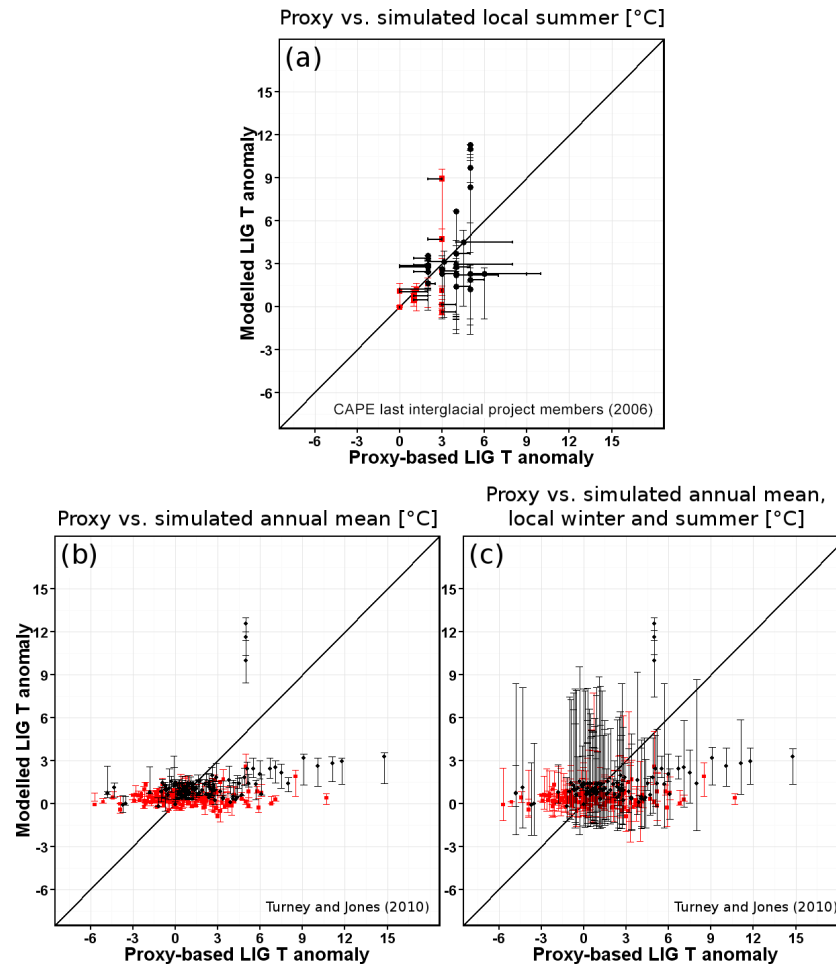 Proxy vs. simulated local summer [°C]
(a)
Modelled LIG T anomaly
15
12
9
6
3
0
-3
-6
CAPE last interglacial project members (2006)
-6 -3 0 3 6 9 12 15
Proxy-based LIG T anomaly
Proxy vs. simulated annual mean [°C]
(b)
Modelled LIG T anomaly
15
12
9
6
3
0
-3
-6
Turney and Jones (2010)
-6 -3 0 3 6 9 12 15
Proxy-based LIG T anomaly
Proxy vs. simulated annual mean,
local winter and summer [°C]
(c)
15
12
9
6
3
0
-3
-6
Turney and Jones (2010)
-6 -3 0 3 6 9 12 15
Proxy-based LIG T anomaly